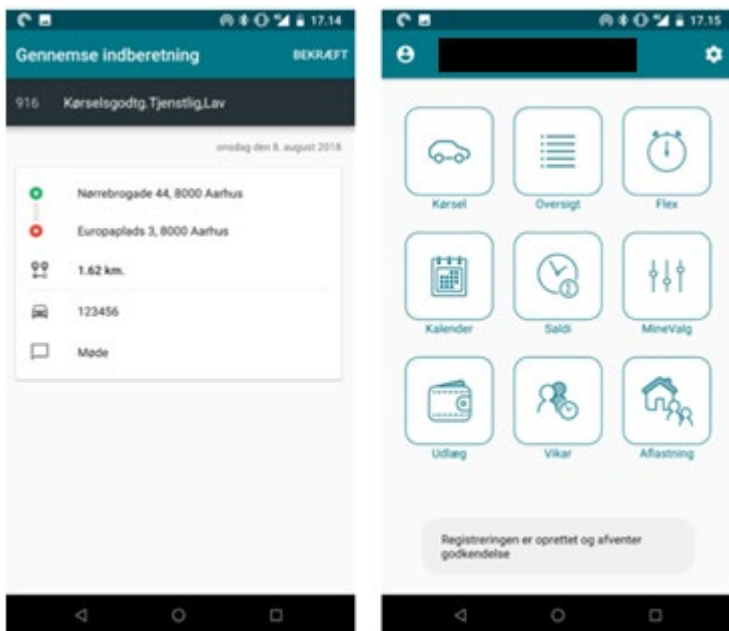 17.14
Gennemse indberetning
BEKRÆFT
916 Kørselsgodtg.Tjenstlig,Lav
onsdag den 8. august 2018
Nørrebrogade 44, 8000 Aarhus
Europaplads 3, 8000 Aarhus
1.62 km.
123456
Møde
17.15
Kørsel
Oversigt
Flex
Kalender
Saldi
MineValg
Udlæg
Vikar
Aflastning
Registreringen er oprettet og afventer
godkendelse